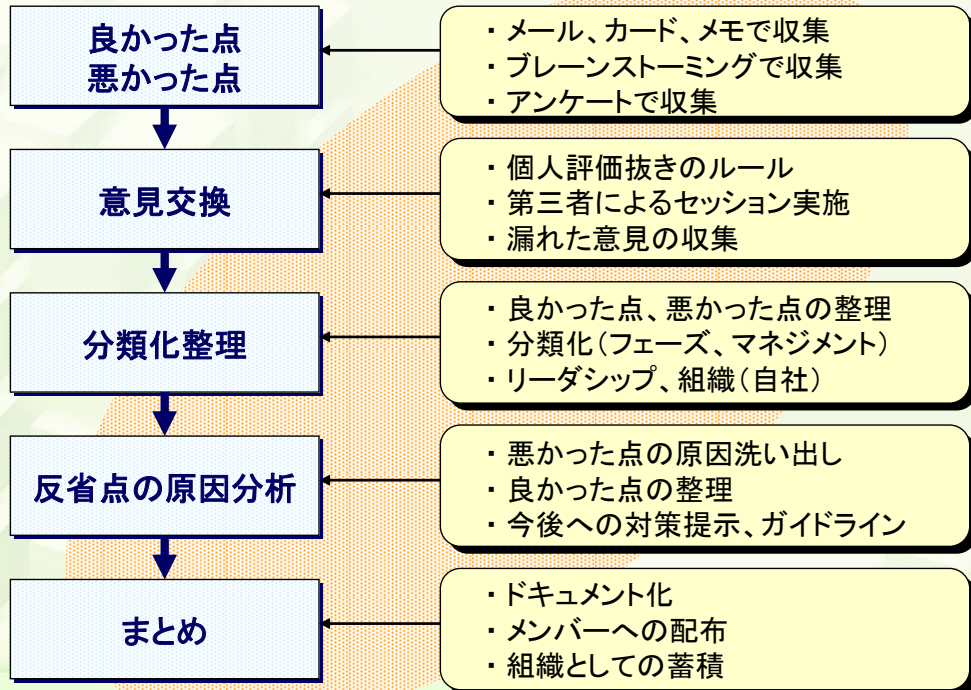 良かった点
悪かった点
・メール、カード、メモで収集
・ブレーンストーミングで収集
・アンケートで収集
意見交換
・個人評価抜きのルール
・第三者によるセッション実施
・漏れた意見の収集
分類化整理
・良かった点、悪かった点の整理
・分類化(フェーズ、マネジメント)
・リーダシップ、組織(自社)
反省点の原因分析
・悪かった点の原因洗い出し
・良かった点の整理
・今後への対策提示、ガイドライン
まとめ
・ドキュメント化
・メンバーへの配布
・組織としての蓄積